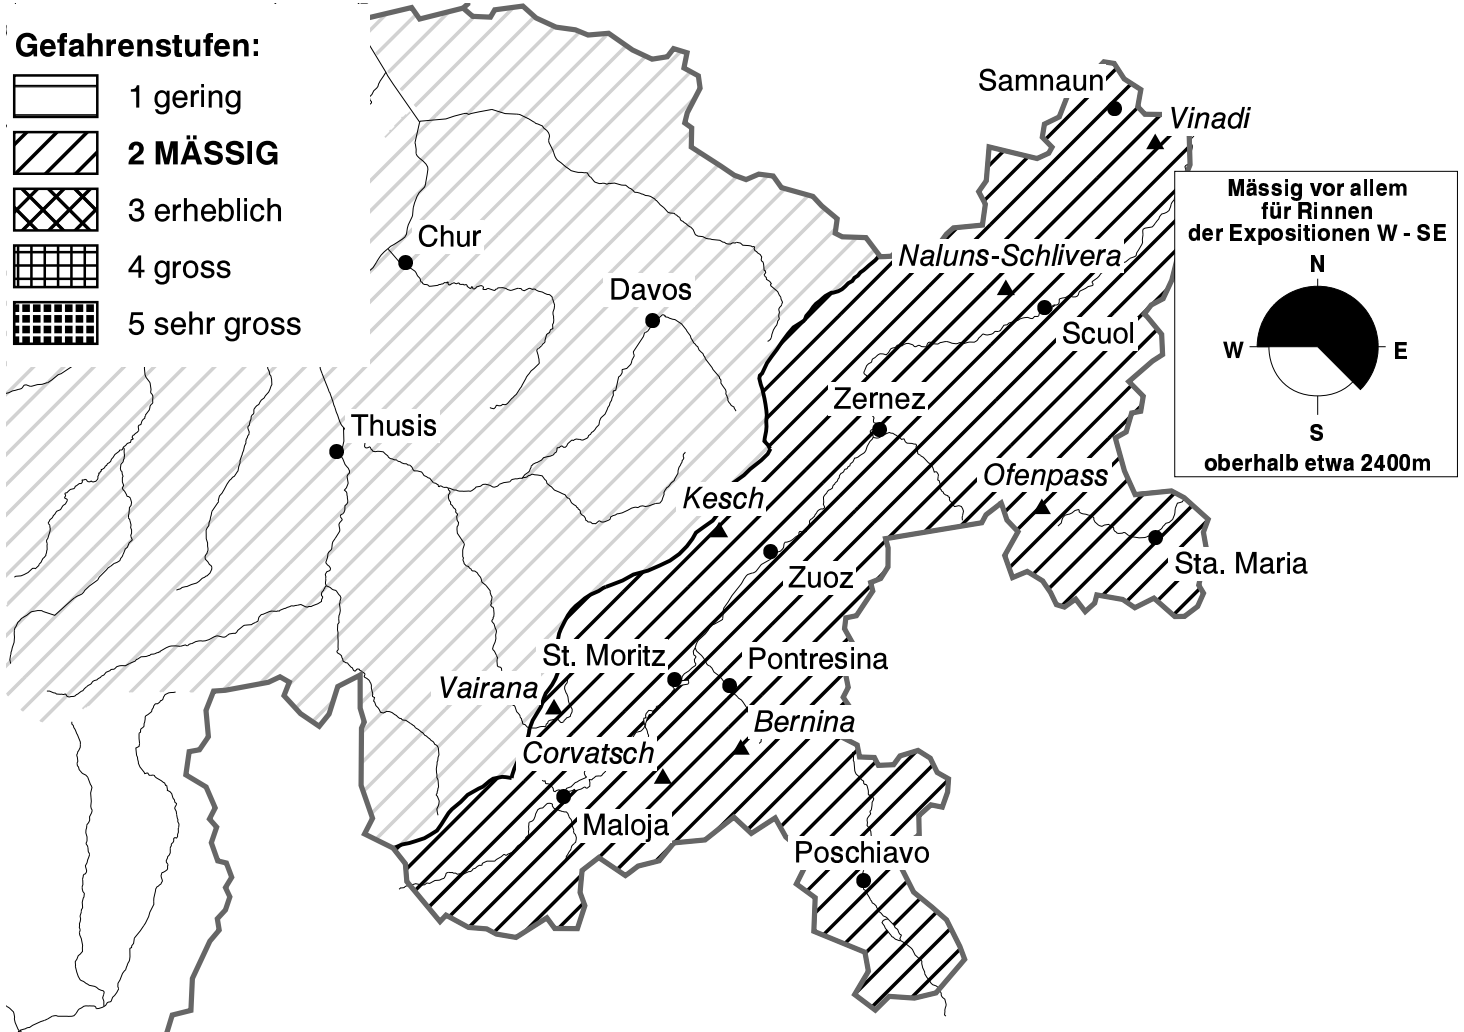 Gefahrenstufen:
1 gering
2 MÄSSIG
3 erheblich
4 gross
5 sehr gross
Samnaun
Vinadi
Mässig vor allem
für Rinnen
der Expositionen W - SE
N
W
E
S
oberhalb etwa 2400m
Chur
Naluns-Schlivera
Davos
Scuol
Zernez
Thusis
Ofenpass
Kesch
Sta. Maria
Zuoz
St. Moritz
Pontresina
Vairana
Bernina
Corvatsch
Maloja
Poschiavo